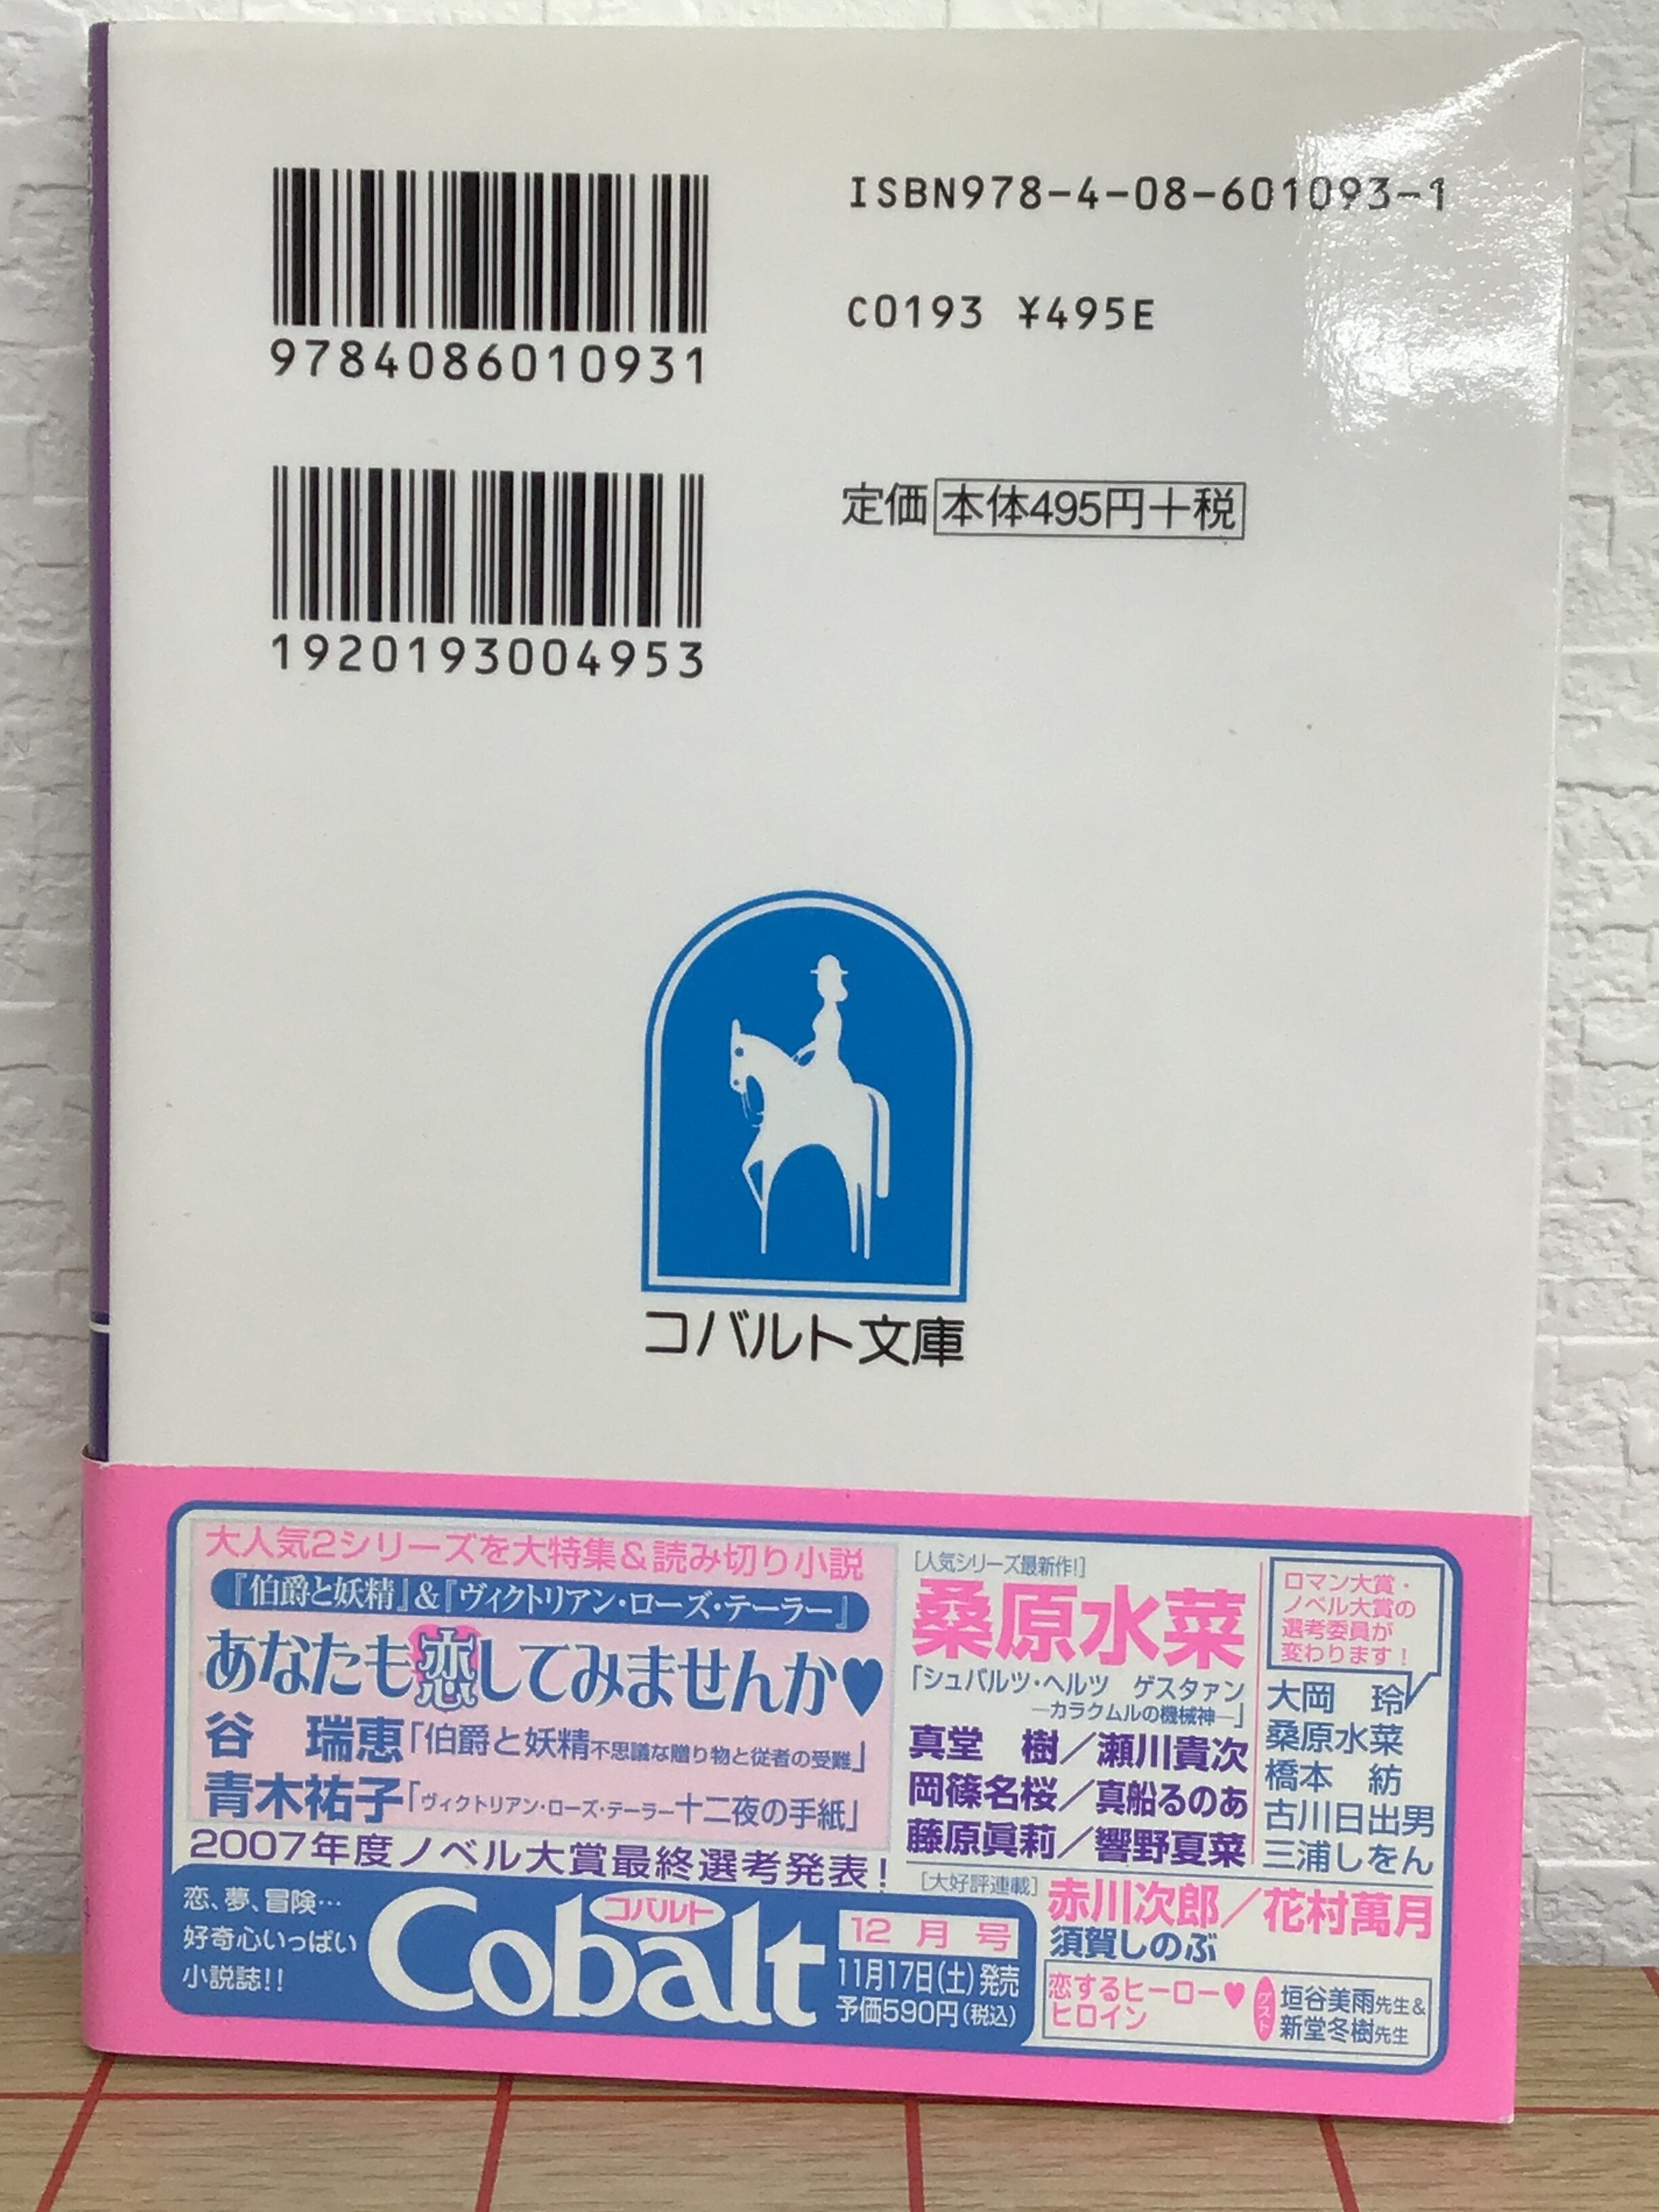 9784086010931
ISBN978-4-08-601093-1
C0193 ¥495E
1920193004953
定価 本体495円+税
コバルト文庫
大人気2シリーズを大特集&読み切り小説
『伯爵と妖精』&『ヴィクトリアン・ローズ・テーラー』
あなたも恋してみませんか♥
谷 瑞恵「伯爵と妖精不思議な贈り物と従者の受難」
青木祐子「ヴィクトリアン・ローズ・テーラー十二夜の手紙」
2007年度ノベル大賞最終選考発表!
[人気シリーズ最新作!]
桑原水菜
「シュバルツ・ヘルツ ゲスタァン
―カラクムルの機械神―」
真堂 樹/瀬川貴次
岡篠名桜/真船るのあ
藤原眞莉/響野夏菜
ロマン大賞・
ノベル大賞の
選考委員が
変わります!
大岡 玲
桑原水菜
橋本 紡
古川日出男
三浦しをん
[大好評連載]
赤川次郎/花村萬月
須賀しのぶ
恋するヒーロー♥
ヒロイン
ゲスト
垣谷美雨先生&
新堂冬樹先生
恋、夢、冒険…
好奇心いっぱい
小説誌!!
コバルト
Cobalt
12月号
11月17日(土)発売
予価590円(税込)